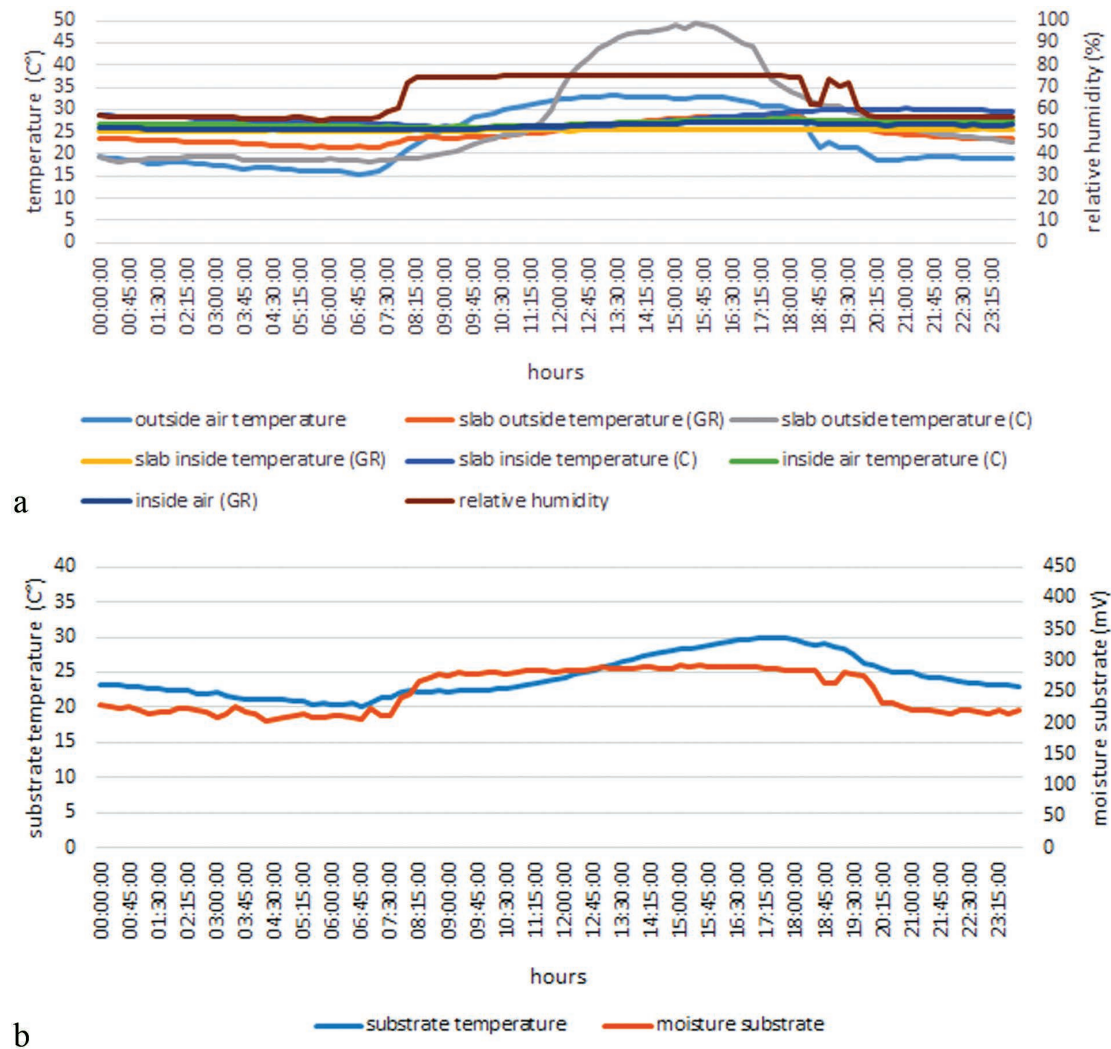 50 100
45 90
40 80
35 70
30 60
25 50
20 40
15 30
10 20
5 10
0 0
temperature (C°)
relative humidity (%)
00:00:00 00:45:00 01:30:00 02:15:00 03:00:00 03:45:00 04:30:00 05:15:00 06:00:00 06:45:00 07:30:00 08:15:00 09:00:00 09:45:00 10:30:00 11:15:00 12:00:00 12:45:00 13:30:00 14:15:00 15:00:00 15:45:00 16:30:00 17:15:00 18:00:00 18:45:00 19:30:00 20:15:00 21:00:00 21:45:00 22:30:00 23:15:00
hours
outside air temperature slab outside temperature (GR) slab outside temperature (C)
slab inside temperature (GR) slab inside temperature (C) inside air temperature (C)
inside air (GR) relative humidity
a
40 450
35 400
30 350
25 300
20 250
15 200
10 150
5 100
0 50
0
substrate temperature (C°)
moisture substrate (mV)
00:00:00 00:45:00 01:30:00 02:15:00 03:00:00 03:45:00 04:30:00 05:15:00 06:00:00 06:45:00 07:30:00 08:15:00 09:00:00 09:45:00 10:30:00 11:15:00 12:00:00 12:45:00 13:30:00 14:15:00 15:00:00 15:45:00 16:30:00 17:15:00 18:00:00 18:45:00 19:30:00 20:15:00 21:00:00 21:45:00 22:30:00 23:15:00
hours
substrate temperature moisture substrate
b